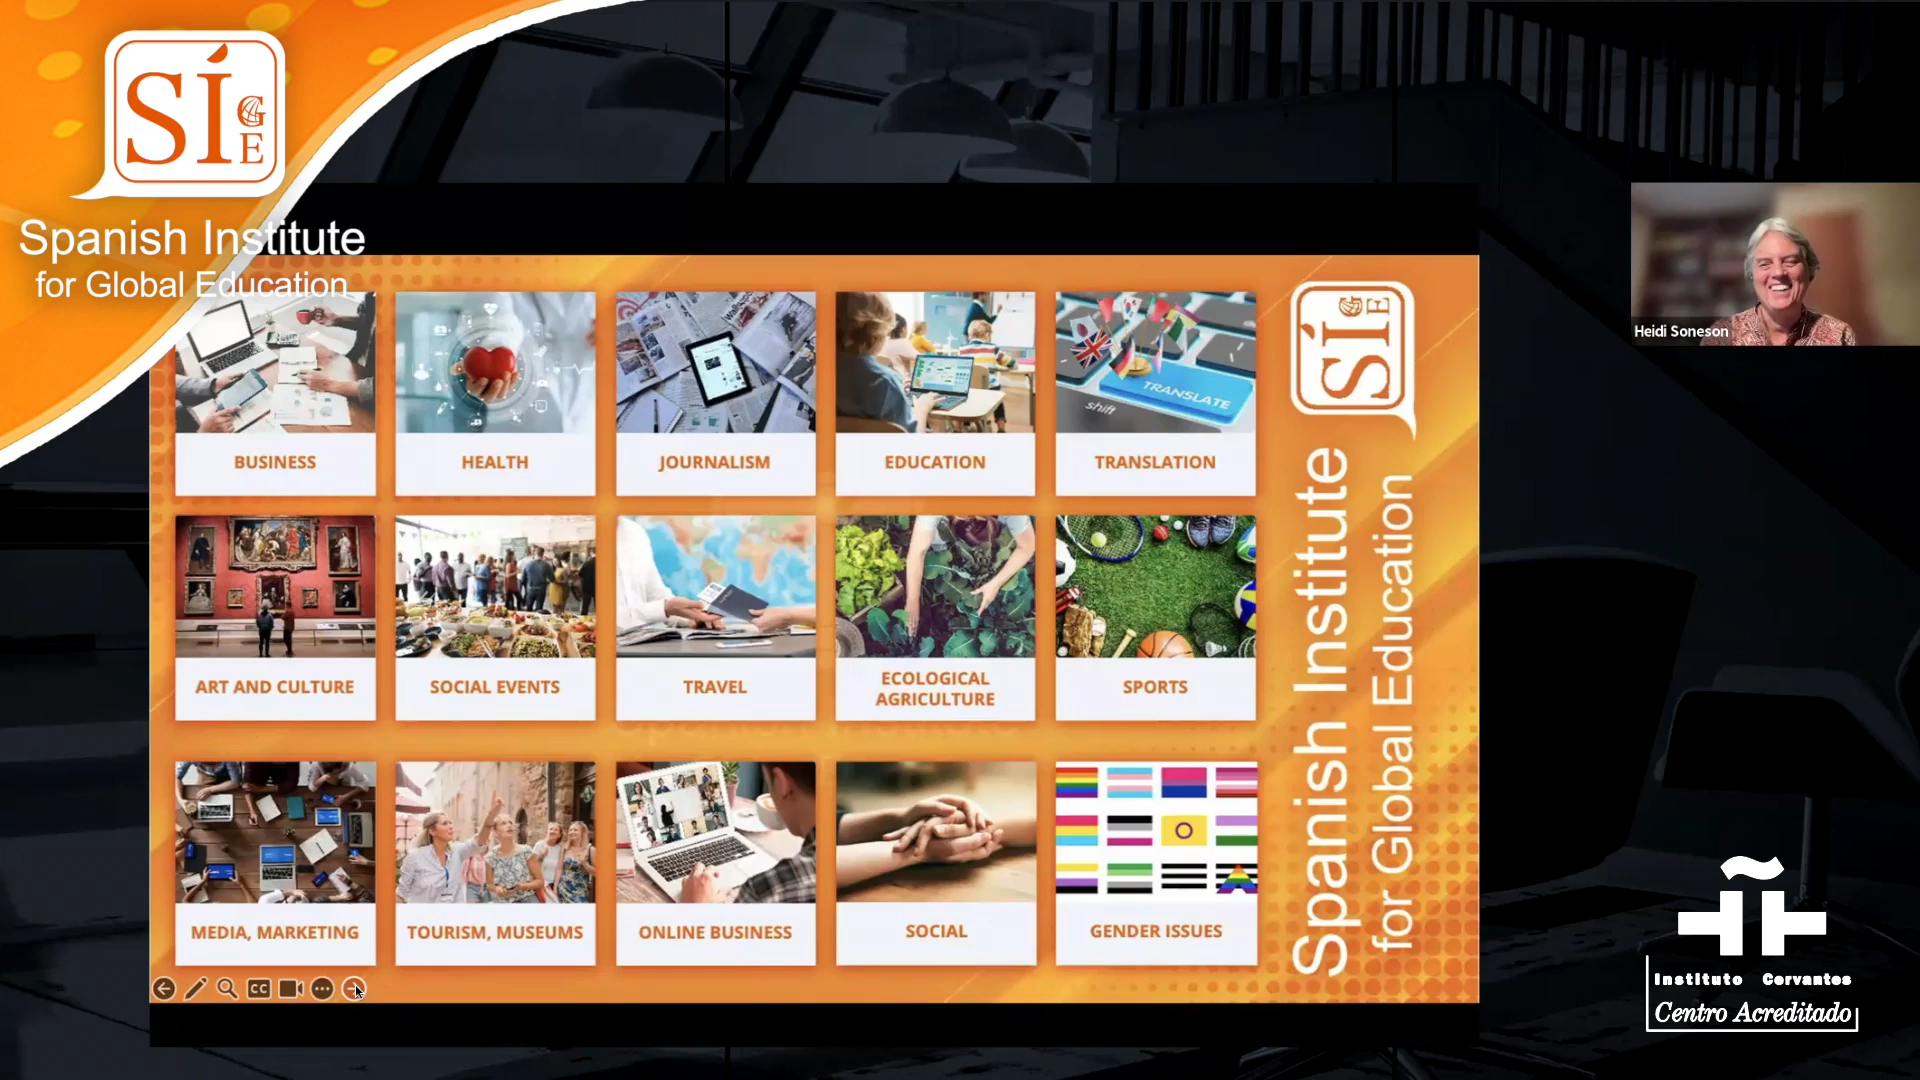 SÍ
G
E
Spanish Institute
for Global Education
Heidi Soneson
BUSINESS
HEALTH
JOURNALISM
EDUCATION
TRANSLATION
TRANSLATE
shift
ART AND CULTURE
SOCIAL EVENTS
TRAVEL
ECOLOGICAL
AGRICULTURE
SPORTS
MEDIA, MARKETING
TOURISM, MUSEUMS
ONLINE BUSINESS
SOCIAL
GENDER ISSUES
SÍ
G
E
Spanish Institute
for Global Education
CC
Instituto Cervantes
Centro Acreditado